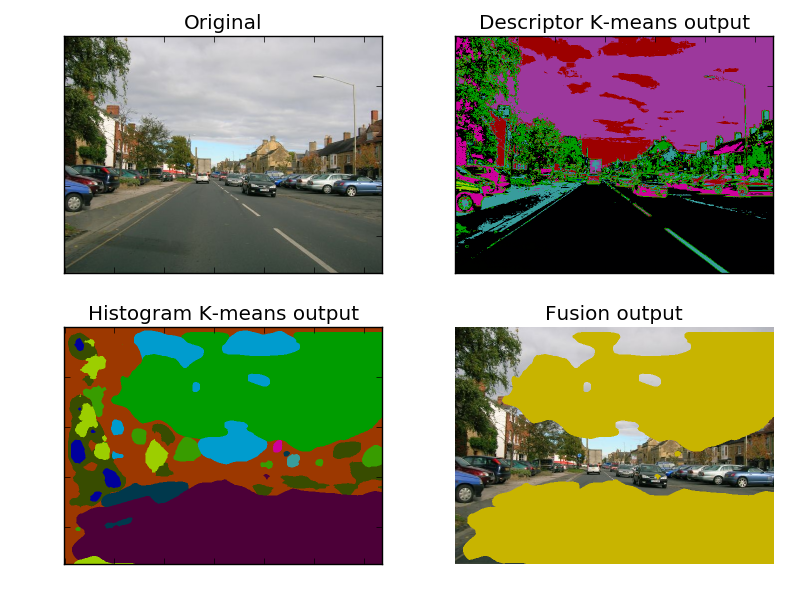 Original
Descriptor K-means output
Histogram K-means output
Fusion output